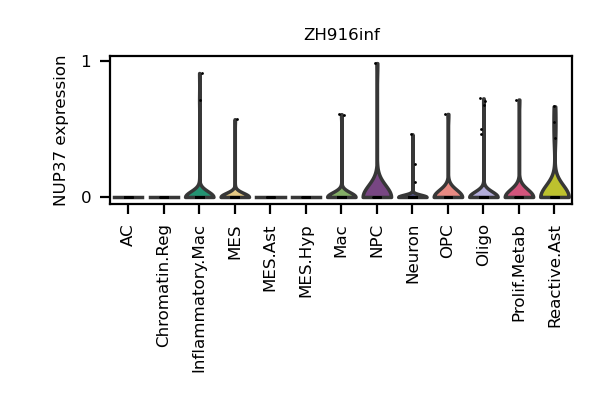 ZH916inf
NUP37 expression
1
0
AC
Chromatin.Reg
Inflammatory.Mac
MES
MES.Ast
MES.Hyp
Mac
NPC
Neuron
OPC
Oligo
Prolif.Metab
Reactive.Ast